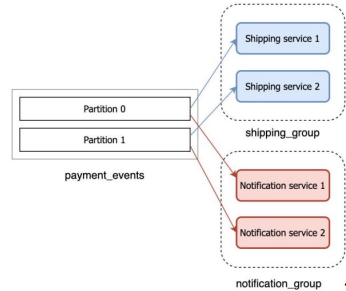 Shipping service 1
Shipping service 2
shipping_group
Partition 0
Partition 1
payment_events
Notification service 1
Notification service 2
notification_group